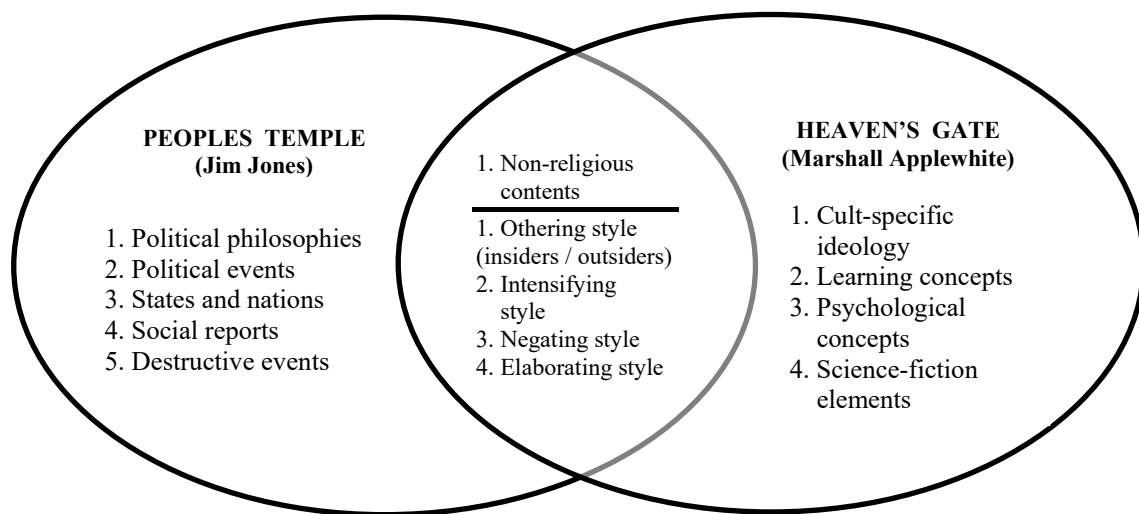 PEOPLES TEMPLE
(Jim Jones)
1. Political philosophies
2. Political events
3. States and nations
4. Social reports
5. Destructive events
1. Non-religious
contents
1. Othering style
(insiders / outsiders)
2. Intensifying
style
3. Negating style
4. Elaborating style
HEAVEN’S GATE
(Marshall Applewhite)
1. Cult-specific
ideology
2. Learning concepts
3. Psychological
concepts
4. Science-fiction
elements